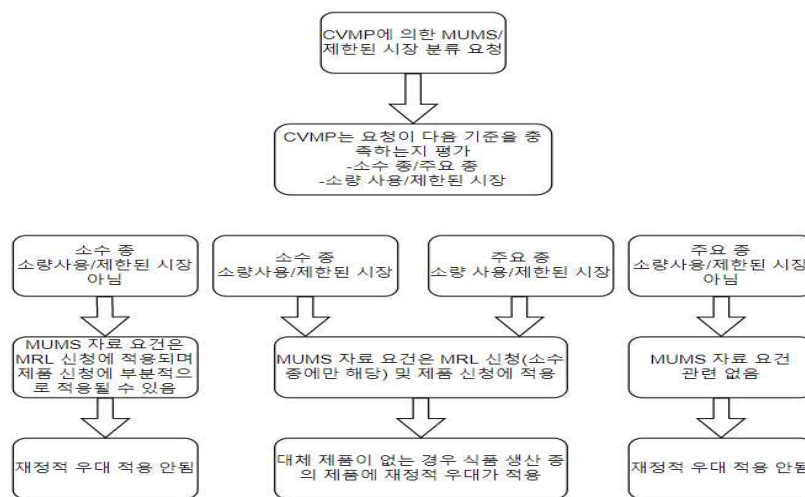 CVMP에 의한 MUMS/
제한된 시장 분류 요청
CVMP는 요청이 다음 기준을 충
족하는지 평가
-소수 종/주요 종
-소량 사용/제한된 시장
소수 종
소량사용/제한된 시장
아님
소수 종
소량사용/제한된 시장
주요 종
소량 사용/제한된 시장
주요 종
소량사용/제한된 시장
아님
MUMS 자료 요건은
MRL 신청에 적용되며
제품 신청에 부분적으
로 적용될 수 있음
MUMS 자료 요건은 MRL 신청(소수
종에만 해당) 및 제품 신청에 적용
MUMS 자료 요건
관련 없음
재정적 우대 적용 안됨
대체 제품이 없는 경우 식품 생산 종
의 제품에 재정적 우대가 적용
재정적 우대 적용 안됨